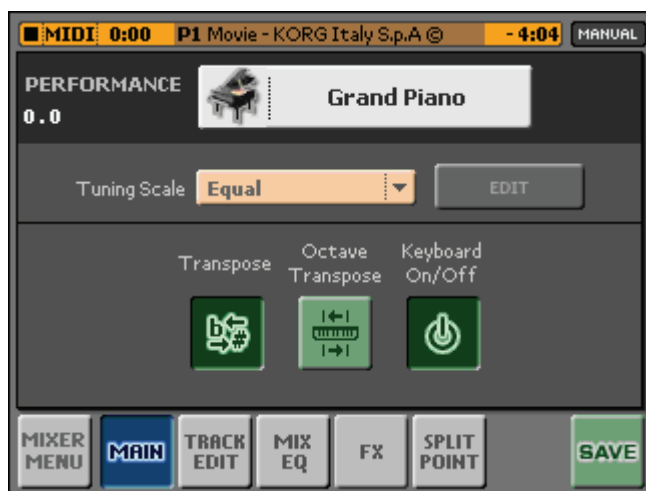 MIDI 0:00 P1 Movie - KORG Italy S.p.A © - 4:04 MANUAL
PERFORMANCE
0.0
Grand Piano
Tuning Scale Equal EDIT
Transpose
Octave
Transpose
Keyboard
On/Off
b #
MIXER
MENU
MAIN
TRACK
EDIT
MIX
EQ
FX
SPLIT
POINT
SAVE